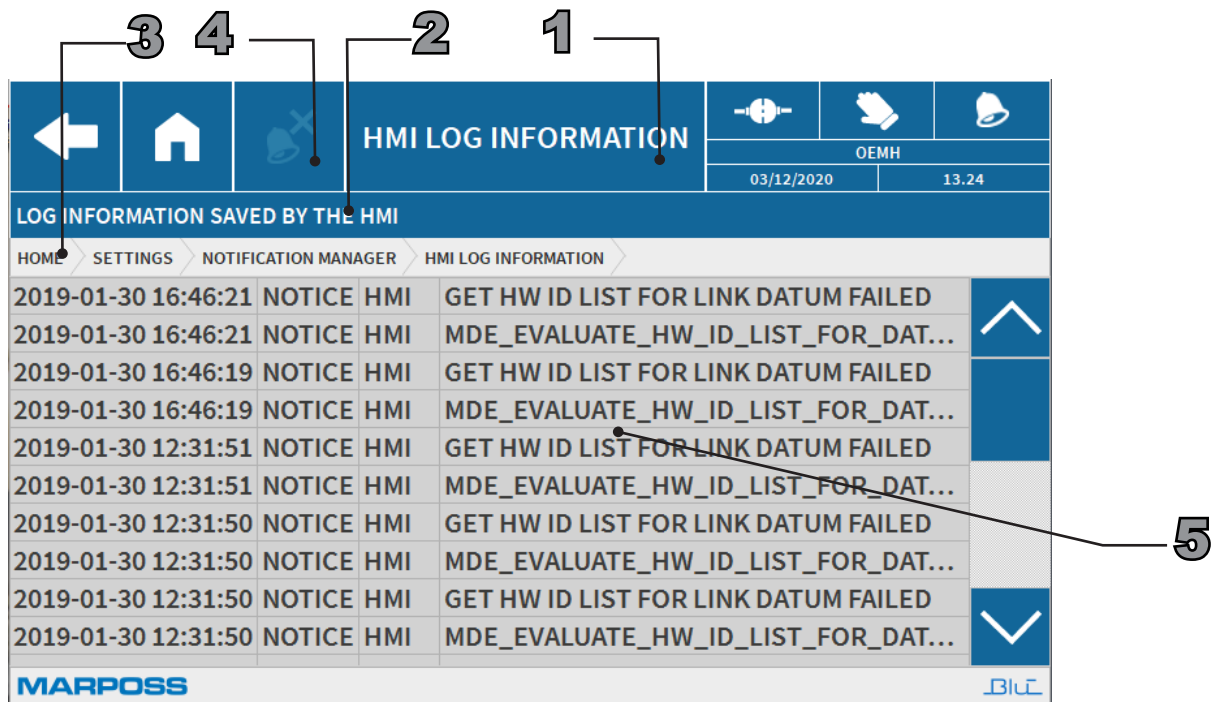 3 4 2 1
HMI LOG INFORMATION
OEMH
03/12/2020 13.24
LOG INFORMATION SAVED BY THE HMI
HOME SETTINGS NOTIFICATION MANAGER HMI LOG INFORMATION
2019-01-30 16:46:21 NOTICE HMI GET HW ID LIST FOR LINK DATUM FAILED
2019-01-30 16:46:21 NOTICE HMI MDE_EVALUATE_HW_ID_LIST_FOR_DAT...
2019-01-30 16:46:19 NOTICE HMI GET HW ID LIST FOR LINK DATUM FAILED
2019-01-30 16:46:19 NOTICE HMI MDE_EVALUATE_HW_ID_LIST_FOR_DAT...
2019-01-30 12:31:51 NOTICE HMI GET HW ID LIST FOR LINK DATUM FAILED
2019-01-30 12:31:51 NOTICE HMI MDE_EVALUATE_HW_ID_LIST_FOR_DAT...
2019-01-30 12:31:50 NOTICE HMI GET HW ID LIST FOR LINK DATUM FAILED
5
2019-01-30 12:31:50 NOTICE HMI MDE_EVALUATE_HW_ID_LIST_FOR_DAT...
2019-01-30 12:31:50 NOTICE HMI GET HW ID LIST FOR LINK DATUM FAILED
2019-01-30 12:31:50 NOTICE HMI MDE_EVALUATE_HW_ID_LIST_FOR_DAT...
MARPOSS Blú